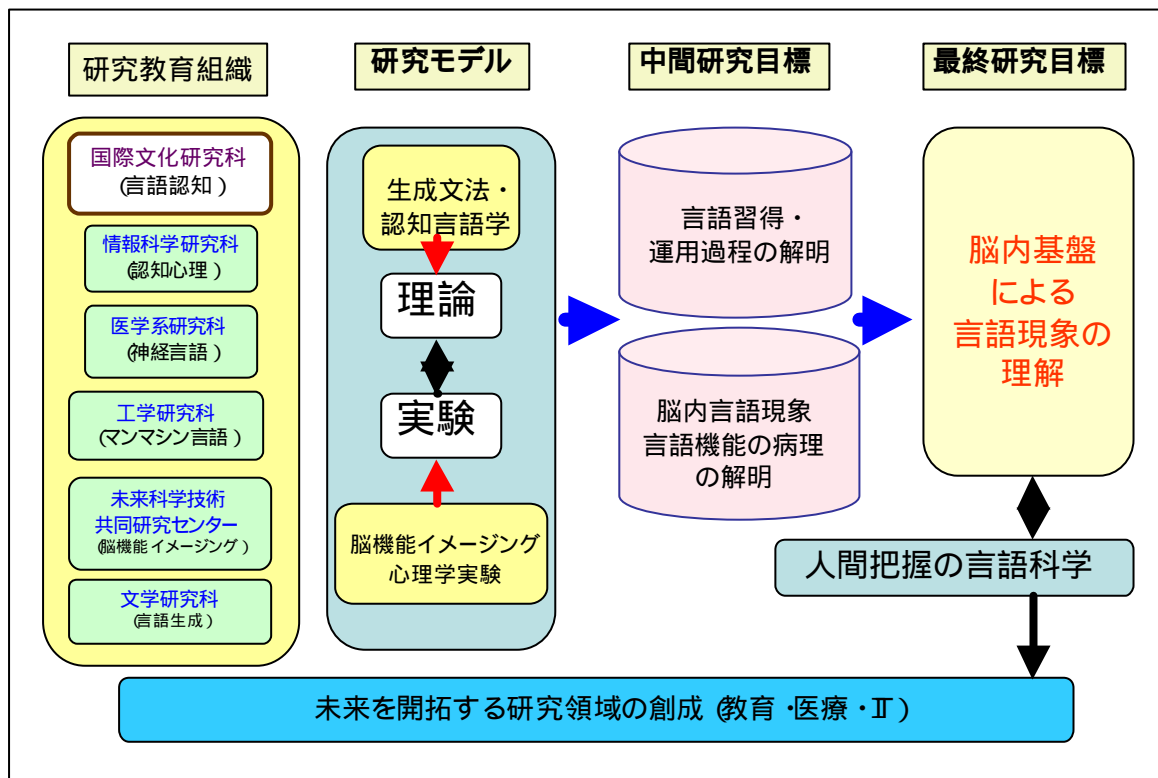 研究教育組織
研究モデル
中間研究目標
最終研究目標
国際文化研究科
(言語認知)
情報科学研究科
(認知心理)
医学系研究科
(神経言語)
工学研究科
(マンマシン言語)
未来科学技術
共同研究センター
(脳機能イメージング)
文学研究科
(言語生成)
生成文法・
認知言語学
理論
実験
脳機能イメージング
心理学実験
言語習得・
運用過程の解明
脳内言語現象
言語機能の病理
の解明
脳内基盤
による
言語現象の
理解
人間把握の言語科学
未来を開拓する研究領域の創成(教育・医療・IT)